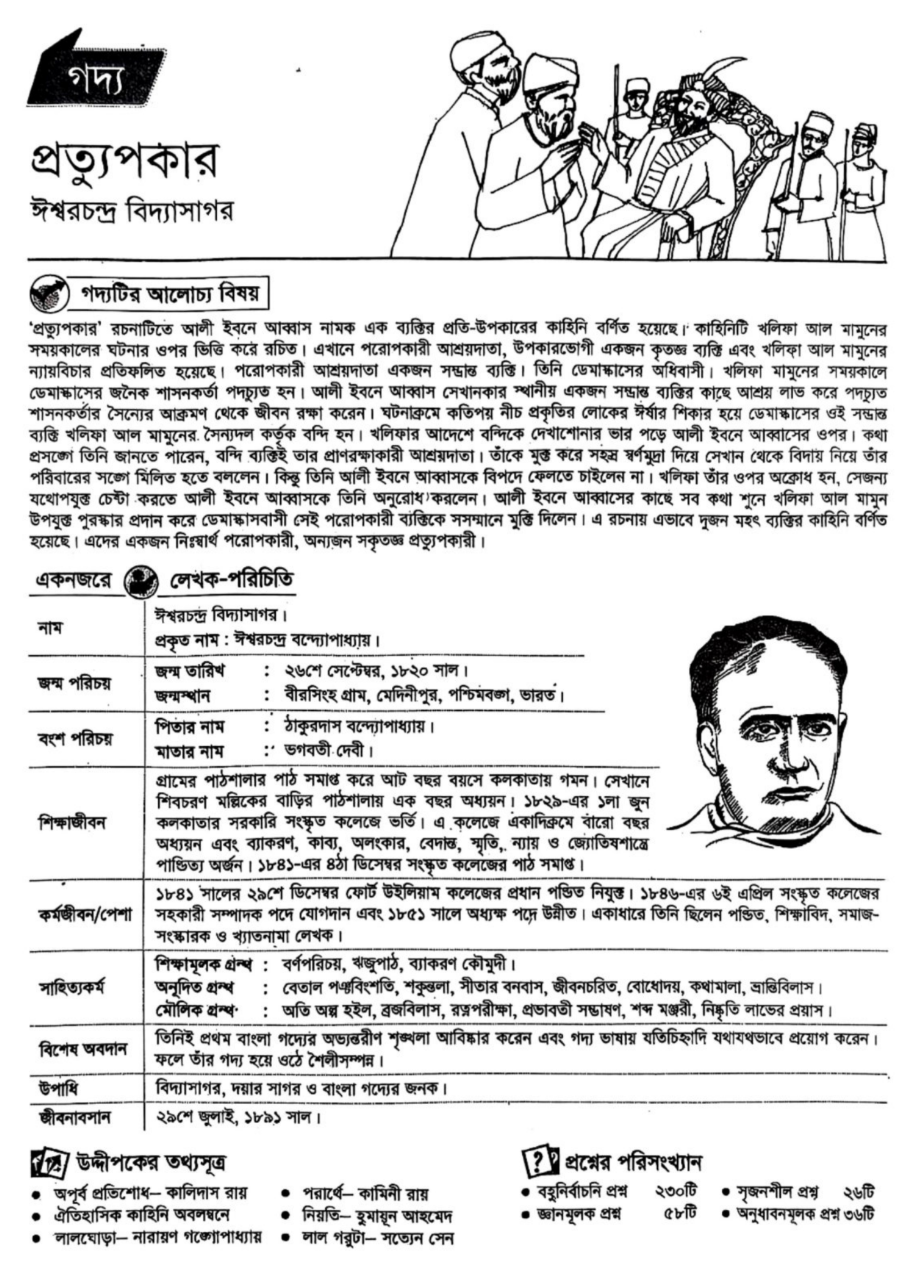 গদ্য
প্রত্যুপকার
ঈশ্বরচন্দ্র বিদ্যাসাগর
গদ্যটির আলোচ্য বিষয়
'প্রত্যুপকার' রচনাটিতে আলী ইবনে আব্বাস নামক এক ব্যক্তির প্রতি-উপকারের কাহিনি বর্ণিত হয়েছে। কাহিনিটি খলিফা আল মামুনের
সময়কালের ঘটনার ওপর ভিত্তি করে রচিত। এখানে পরোপকারী আশ্রয়দাতা, উপকারভোগী একজন কৃতজ্ঞ ব্যক্তি এবং খলিফা আল মামুনের
ন্যায়বিচার প্রতিফলিত হয়েছে। পরোপকারী আশ্রয়দাতা একজন সম্ভ্রান্ত ব্যক্তি। তিনি ডেমাস্কাসের অধিবাসী। খলিফা মামুনের সময়কালে
ডেমাস্কাসের জনৈক শাসনকর্তা পদচ্যুত হন। আলী ইবনে আব্বাস সেখানকার স্থানীয় একজন সম্ভ্রান্ত ব্যক্তির কাছে আশ্রয় লাভ করে পদচ্যুত
শাসনকর্তার সৈন্যের আক্রমণ থেকে জীবন রক্ষা করেন। ঘটনাক্রমে কতিপয় নীচ প্রকৃতির লোকের ঈর্ষার শিকার হয়ে ডেমাস্কাসের ওই সম্ভ্রান্ত
ব্যক্তি খলিফা আল মামুনের সৈন্যদল কর্তৃক বন্দি হন। খলিফার আদেশে বন্দিকে দেখাশোনার ভার পড়ে আলী ইবনে আব্বাসের ওপর। কথা
প্রসঙ্গে তিনি জানতে পারেন, বন্দি ব্যক্তিই তার প্রাণরক্ষাকারী আশ্রয়দাতা। তাঁকে মুক্ত করে সহস্র স্বর্ণমুদ্রা দিয়ে সেখান থেকে বিদায় নিয়ে তাঁর
পরিবারের সঙ্গে মিলিত হতে বললেন। কিন্তু তিনি আলী ইবনে আব্বাসকে বিপদে ফেলতে চাইলেন না। খলিফা তাঁর ওপর অক্রোধ হন, সেজন্য
যথোপযুক্ত চেষ্টা করতে আলী ইবনে আব্বাসকে তিনি অনুরোধ করলেন। আলী ইবনে আব্বাসের কাছে সব কথা শুনে খলিফা আল মামুন
উপযুক্ত পুরস্কার প্রদান করে ডেমাস্কাসবাসী সেই পরোপকারী ব্যক্তিকে সসম্মানে মুক্তি দিলেন। এ রচনায় এভাবে দুজন মহৎ ব্যক্তির কাহিনি বর্ণিত
হয়েছে। এদের একজন নিঃস্বার্থ পরোপকারী, অন্যজন সকৃতজ্ঞ প্রত্যুপকারী।
একনজরে লেখক-পরিচিতি
নাম
ঈশ্বরচন্দ্র বিদ্যাসাগর।
প্রকৃত নাম : ঈশ্বরচন্দ্র বন্দ্যোপাধ্যায়।
জন্ম পরিচয়
জন্ম তারিখ : ২৬শে সেপ্টেম্বর, ১৮২০ সাল।
জন্মস্থান : বীরসিংহ গ্রাম, মেদিনীপুর, পশ্চিমবঙ্গ, ভারত।
বংশ পরিচয়
পিতার নাম : ঠাকুরদাস বন্দ্যোপাধ্যায়।
মাতার নাম : ভগবতী দেবী।
শিক্ষাজীবন
গ্রামের পাঠশালার পাঠ সমাপ্ত করে আট বছর বয়সে কলকাতায় গমন। সেখানে
শিবচরণ মল্লিকের বাড়ির পাঠশালায় এক বছর অধ্যয়ন। ১৮২৯-এর ১লা জুন
কলকাতার সরকারি সংস্কৃত কলেজে ভর্তি। এ কলেজে একাদিক্রমে বারো বছর
অধ্যয়ন এবং ব্যাকরণ, কাব্য, অলংকার, বেদান্ত, স্মৃতি, ন্যায় ও জ্যোতিষশাস্ত্রে
পাণ্ডিত্য অর্জন। ১৮৪১-এর ৪ঠা ডিসেম্বর সংস্কৃত কলেজের পাঠ সমাপ্ত।
কর্মজীবন/পেশা
১৮৪১ সালের ২৯শে ডিসেম্বর ফোর্ট উইলিয়াম কলেজের প্রধান পণ্ডিত নিযুক্ত। ১৮৪৬-এর ৬ই এপ্রিল সংস্কৃত কলেজের
সহকারী সম্পাদক পদে যোগদান এবং ১৮৫১ সালে অধ্যক্ষ পদে উন্নীত। একাধারে তিনি ছিলেন পণ্ডিত, শিক্ষাবিদ, সমাজ-
সংস্কারক ও খ্যাতনামা লেখক।
সাহিত্যকর্ম
শিক্ষামূলক গ্রন্থ : বর্ণপরিচয়, ঋজুপাঠ, ব্যাকরণ কৌমুদী।
অনূদিত গ্রন্থ : বেতাল পঞ্চবিংশতি, শকুন্তলা, সীতার বনবাস, জীবনচরিত, বোধোদয়, কথামালা, ভ্রান্তিবিলাস।
মৌলিক গ্রন্থ : অতি অল্প হইল, ব্রজবিলাস, রত্নপরীক্ষা, প্রভাবতী সম্ভাষণ, শব্দ মঞ্জরী, নিষ্কৃতি লাভের প্রয়াস।
বিশেষ অবদান
তিনিই প্রথম বাংলা গদ্যের অভ্যন্তরীণ শৃঙ্খলা আবিষ্কার করেন এবং গদ্য ভাষায় যতিচিহ্নাদি যথাযথভাবে প্রয়োগ করেন।
ফলে তাঁর গদ্য হয়ে ওঠে শৈলীসম্পন্ন।
উপাধি
বিদ্যাসাগর, দয়ার সাগর ও বাংলা গদ্যের জনক।
জীবনাবসান
২৯শে জুলাই, ১৮৯১ সাল।
উদ্দীপকের তথ্যসূত্র
● অপূর্ব প্রতিশোধ– কালিদাস রায়
● ঐতিহাসিক কাহিনি অবলম্বনে
● লালঘোড়া– নারায়ণ গঙ্গোপাধ্যায়
● পরার্থে– কামিনী রায়
● নিয়তি– হুমায়ূন আহমেদ
● লাল গরুটা– সত্যেন সেন
প্রশ্নের পরিসংখ্যান
● বহুনির্বাচনি প্রশ্ন ২৩০টি
● জ্ঞানমূলক প্রশ্ন ৫৮টি
● সৃজনশীল প্রশ্ন ২৬টি
● অনুধাবনমূলক প্রশ্ন ৩৬টি